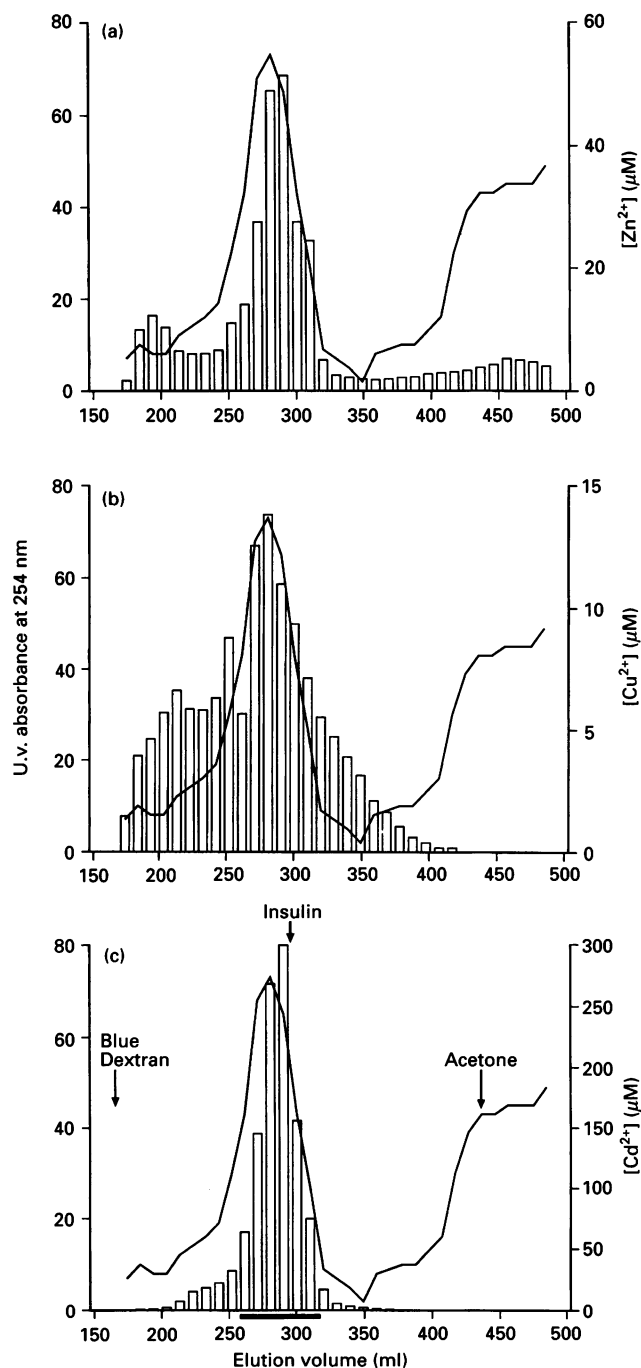 (a)
80
60
40
20
0
60
40
20
0
[Zn²⁺] (μM)
150 200 250 300 350 400 450 500
(b)
80
60
40
20
0
15
10
5
0
[Cu²⁺] (μM)
U.v. absorbance at 254 nm
150 200 250 300 350 400 450 500
Insulin
(c)
80
60
40
20
0
Blue
Dextran
Acetone
300
250
200
150
100
50
0
[Cd²⁺] (μM)
150 200 250 300 350 400 450 500
Elution volume (ml)